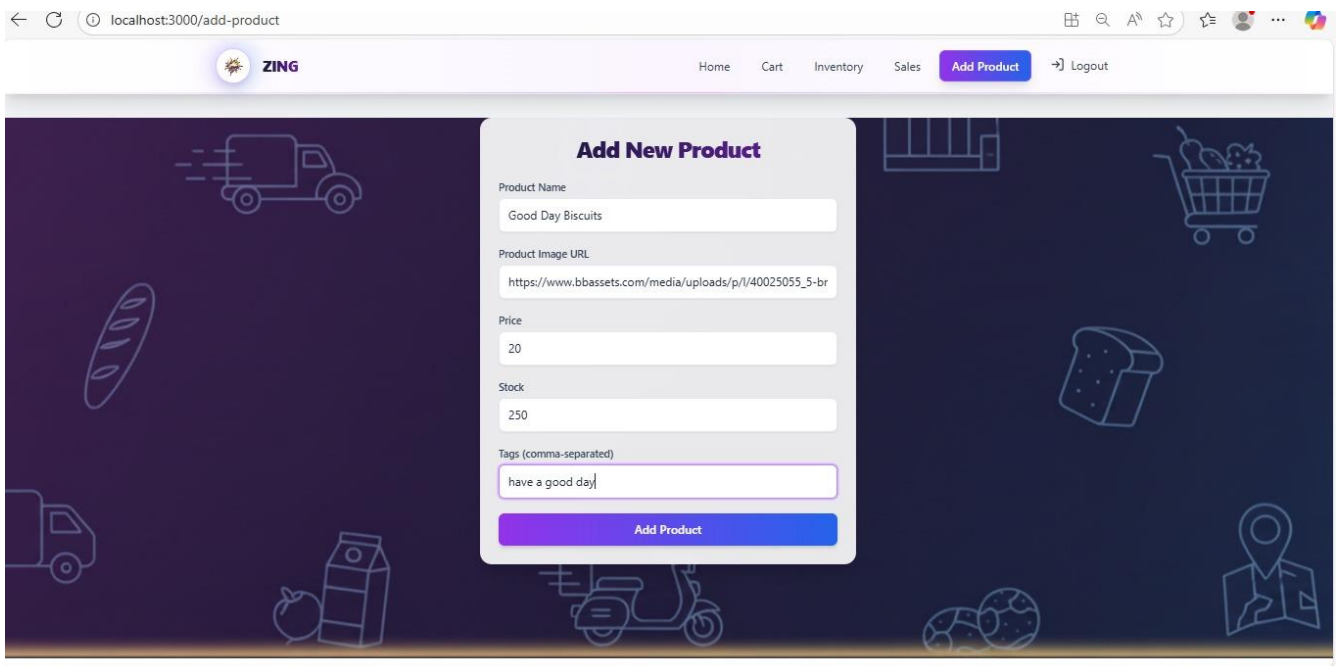 localhost:3000/add-product
ZING
Home Cart Inventory Sales Add Product Logout
Add New Product
Product Name
Good Day Biscuits
Product Image URL
https://www.bbassets.com/media/uploads/p/l/40025055_5-br
Price
20
Stock
250
Tags (comma-separated)
have a good day
Add Product